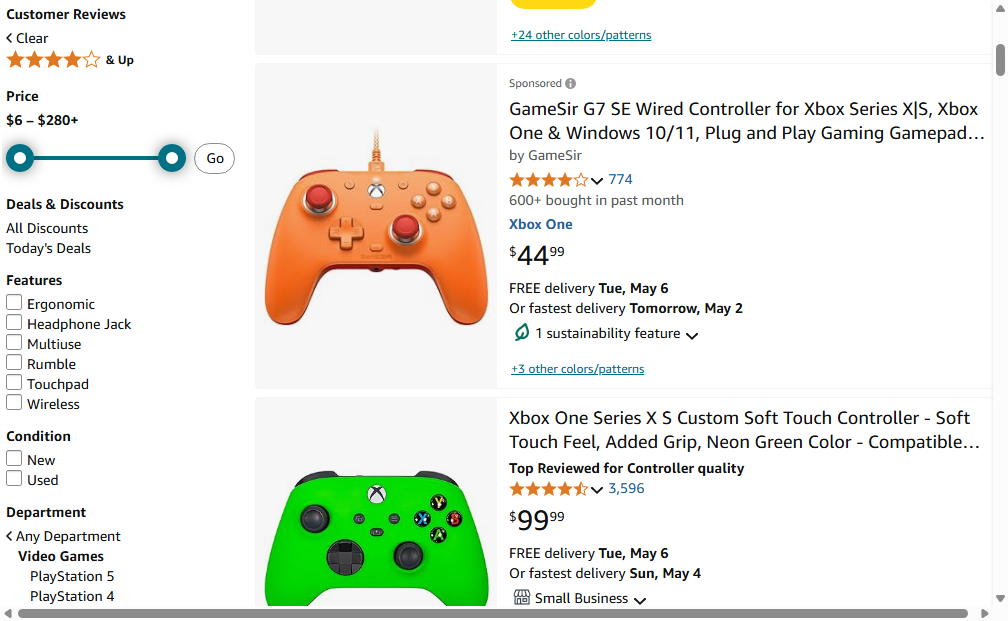 Customer Reviews
Clear
& Up
Price
$6 – $280+
Go
Deals & Discounts
All Discounts
Today's Deals
Features
Ergonomic
Headphone Jack
Multiuse
Rumble
Touchpad
Wireless
Condition
New
Used
Department
Any Department
Video Games
PlayStation 5
PlayStation 4
+24 other colors/patterns
Sponsored
GameSir G7 SE Wired Controller for Xbox Series X|S, Xbox
One & Windows 10/11, Plug and Play Gaming Gamepad…
by GameSir
774
600+ bought in past month
Xbox One
$44 99
FREE delivery Tue, May 6
Or fastest delivery Tomorrow, May 2
1 sustainability feature
+3 other colors/patterns
Xbox One Series X S Custom Soft Touch Controller - Soft
Touch Feel, Added Grip, Neon Green Color - Compatible…
Top Reviewed for Controller quality
3,596
$99 99
FREE delivery Tue, May 6
Or fastest delivery Sun, May 4
Small Business
Y
X
B
A